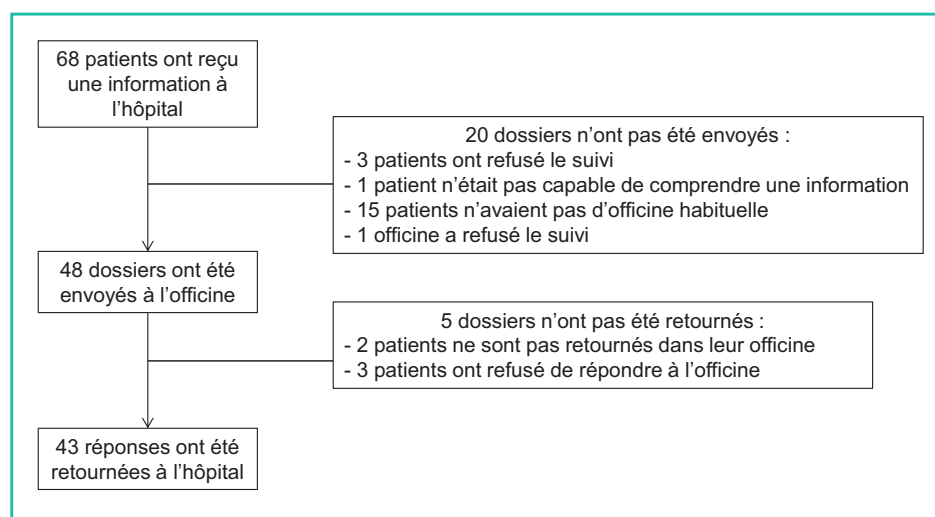 68 patients ont reçu
une information à
l’hôpital
20 dossiers n’ont pas été envoyés :
- 3 patients ont refusé le suivi
- 1 patient n’était pas capable de comprendre une information
- 15 patients n’avaient pas d’officine habituelle
- 1 officine a refusé le suivi
48 dossiers ont été
envoyés à l’officine
5 dossiers n’ont pas été retournés :
- 2 patients ne sont pas retournés dans leur officine
- 3 patients ont refusé de répondre à l’officine
43 réponses ont été
retournées à l’hôpital